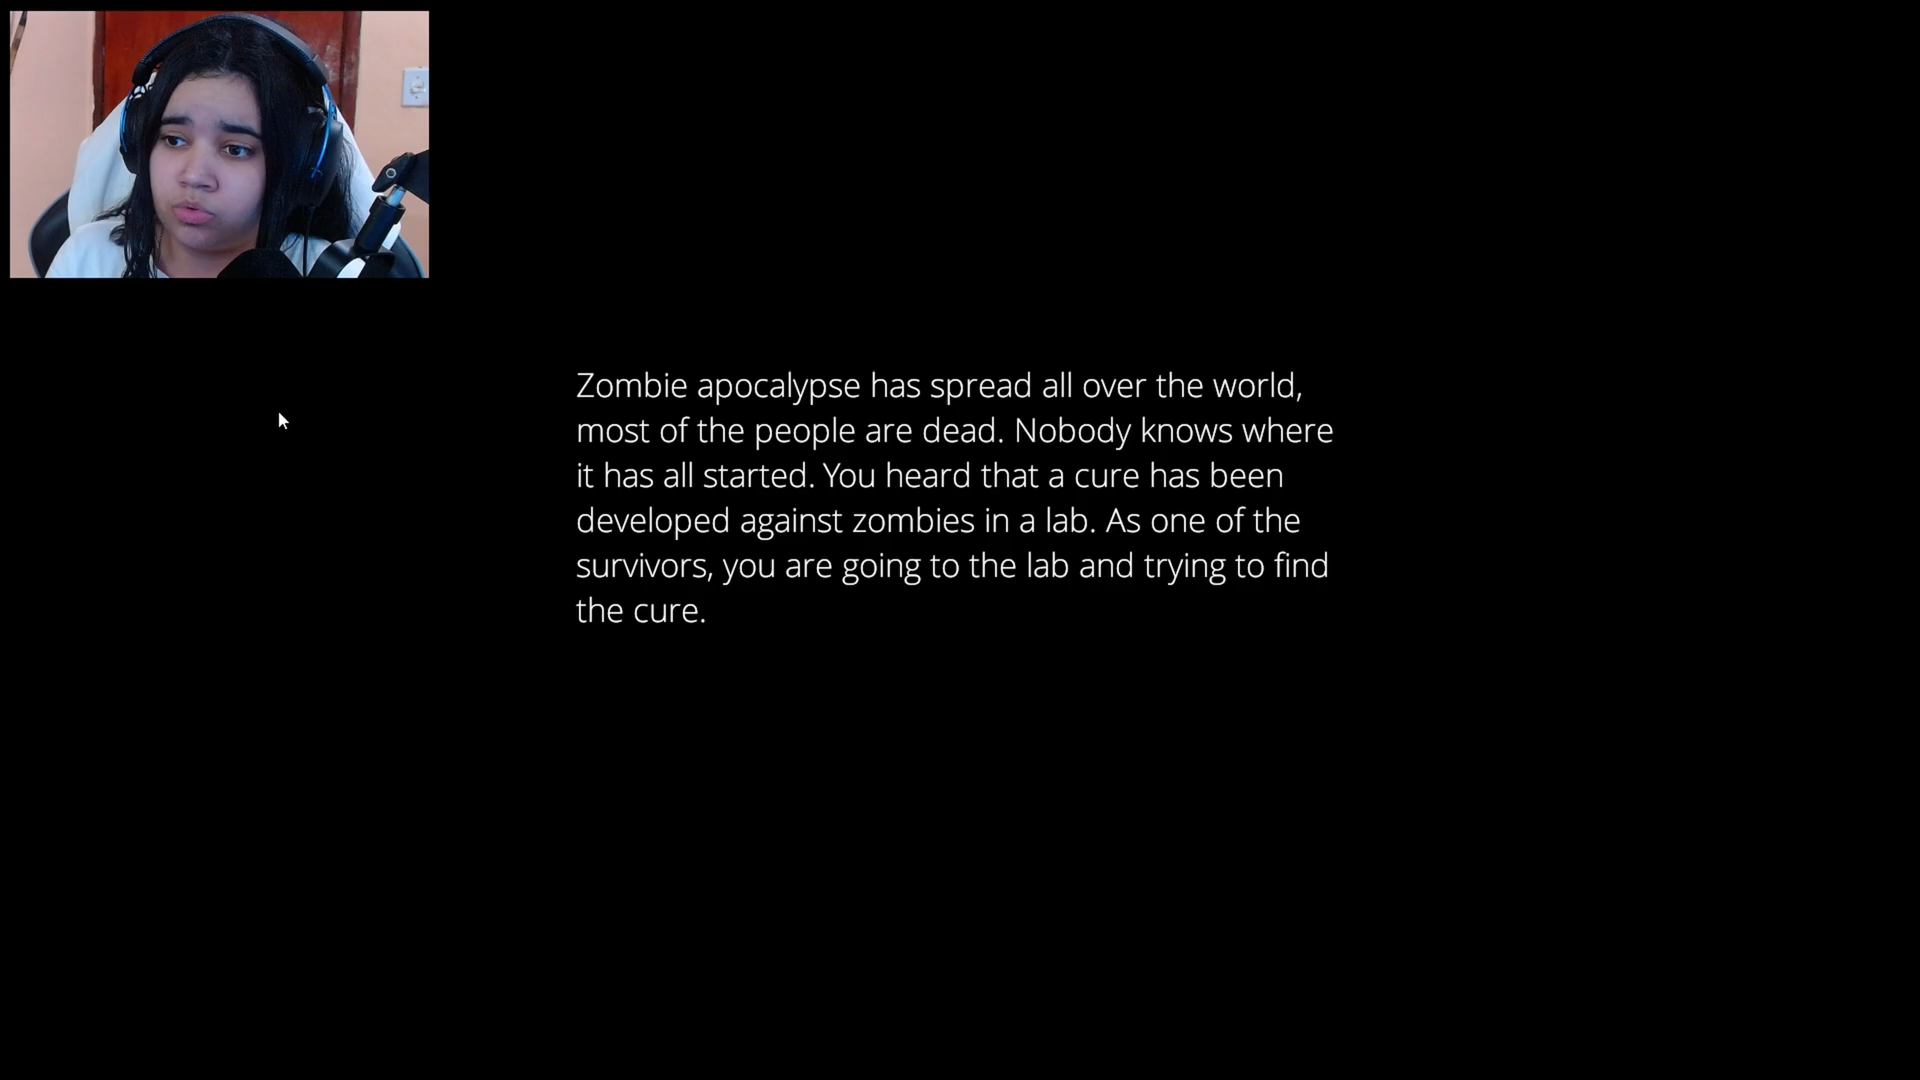 Zombie apocalypse has spread all over the world,
most of the people are dead. Nobody knows where
it has all started. You heard that a cure has been
developed against zombies in a lab. As one of the
survivors, you are going to the lab and trying to find
the cure.